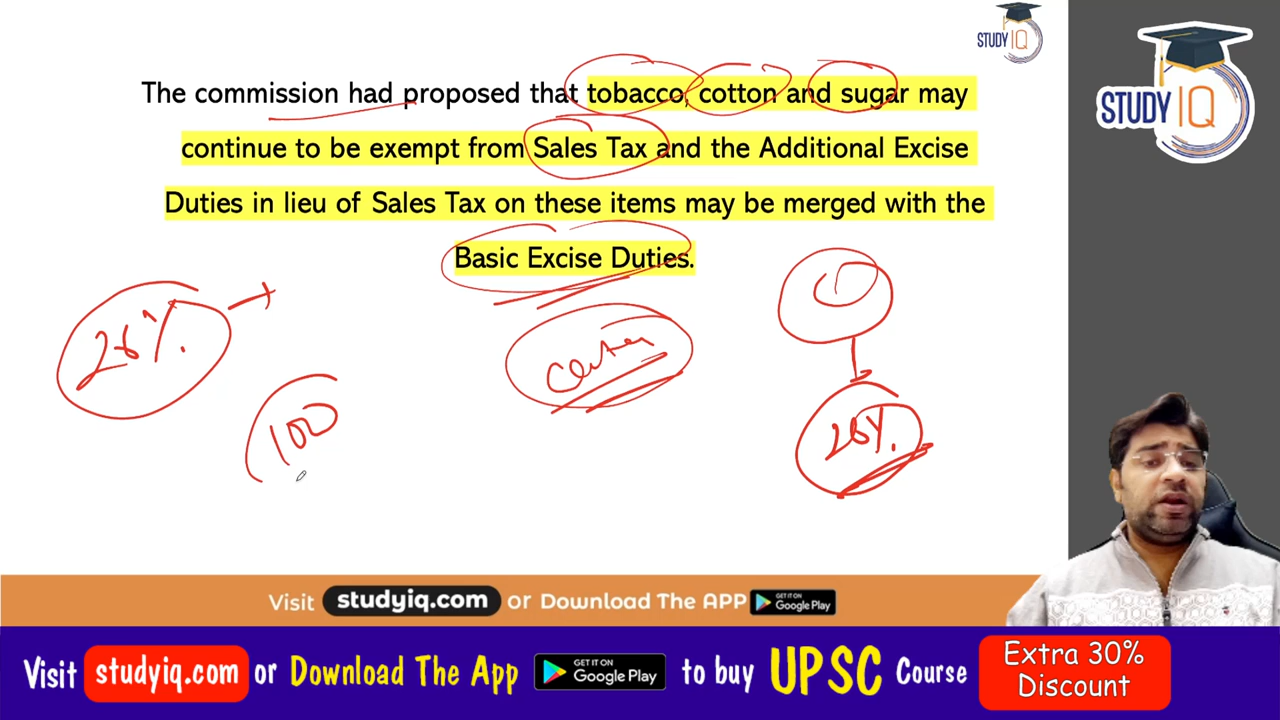 STUDY IQ
STUDY IQ
The commission had proposed that tobacco, cotton and sugar may
continue to be exempt from Sales Tax and the Additional Excise
Duties in lieu of Sales Tax on these items may be merged with the
Basic Excise Duties.
26%
100
center
26%.
Visit studyiq.com or Download The APP GET IT ON Google Play
Visit studyiq.com or Download The App GET IT ON Google Play to buy UPSC Course
Extra 30%
Discount